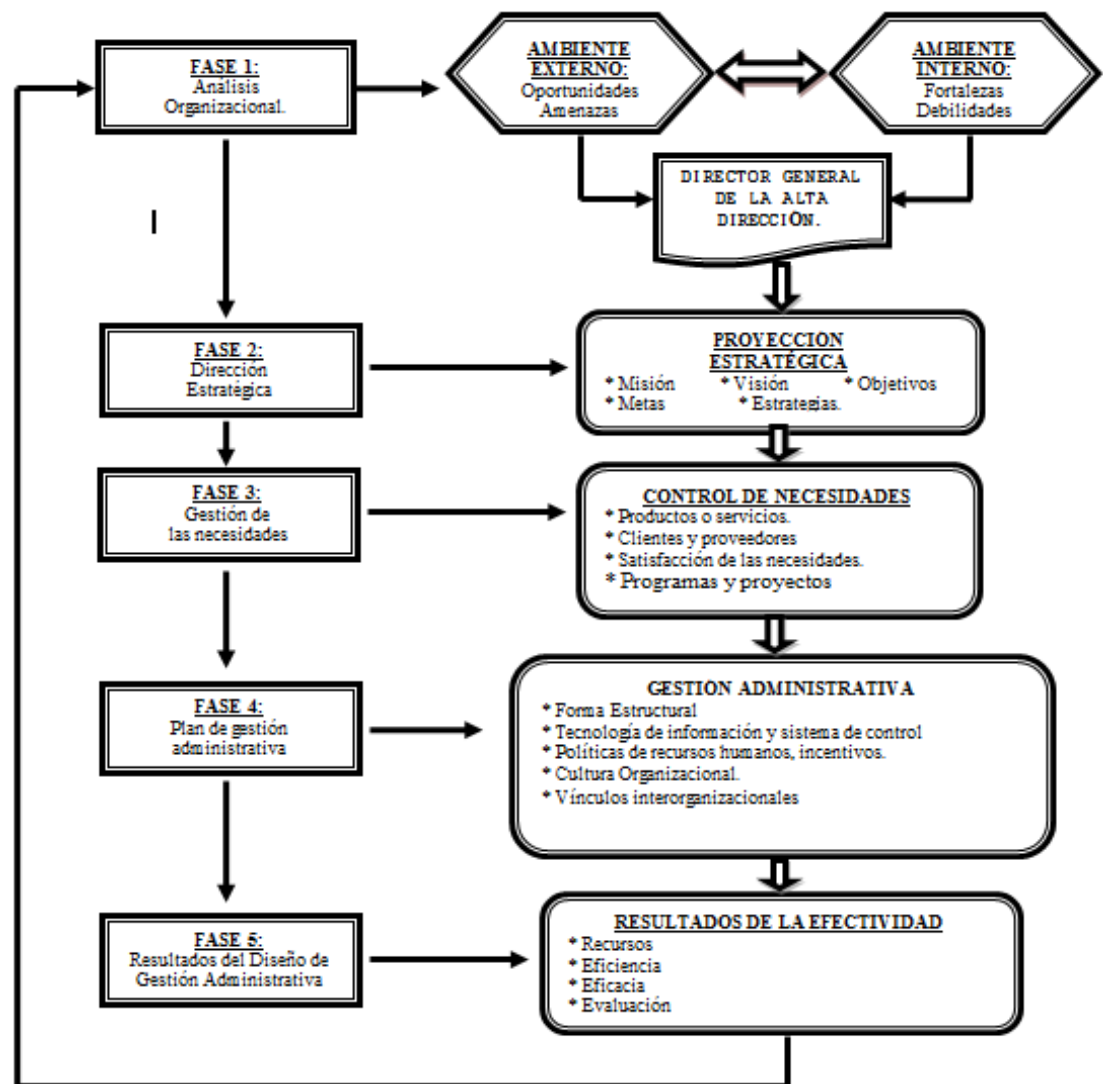 FASE 1:
Análisis
Organizacional.
AMBIENTE
EXTERNO:
Oportunidades
Amenazas
AMBIENTE
INTERNO:
Fortalezas
Debilidades
DIRECTOR GENERAL
DE LA ALTA
DIRECCIÓN.
FASE 2:
Dirección
Estratégica
PROYECCIÓN
ESTRATÉGICA
* Misión * Visión * Objetivos
* Metas * Estrategias.
FASE 3:
Gestión de
las necesidades
CONTROL DE NECESIDADES
* Productos o servicios.
* Clientes y proveedores
* Satisfacción de las necesidades.
* Programas y proyectos
FASE 4:
Plan de gestión
administrativa
GESTIÓN ADMINISTRATIVA
* Forma Estructural
* Tecnología de información y sistema de control
* Políticas de recursos humanos, incentivos.
* Cultura Organizacional.
* Vínculos interorganizacionales
FASE 5:
Resultados del Diseño de
Gestión Administrativa
RESULTADOS DE LA EFECTIVIDAD
* Recursos
* Eficiencia
* Eficacia
* Evaluación